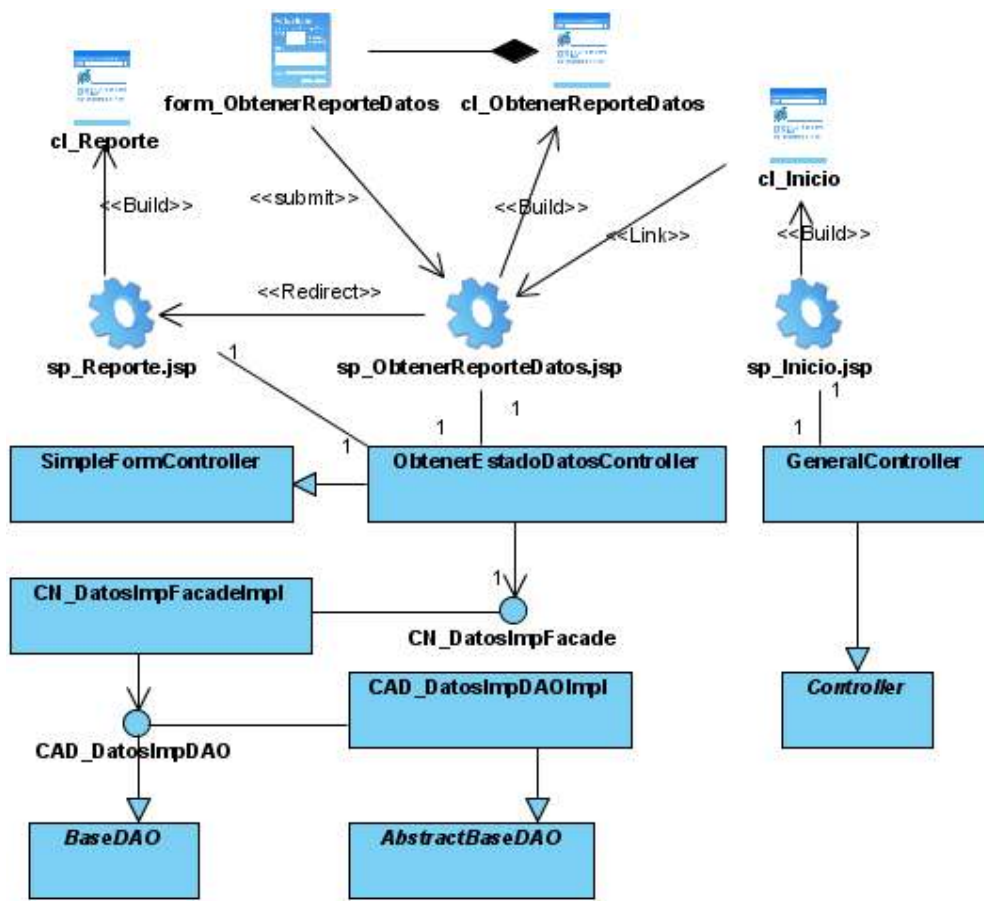 form_ObtenerReporteDatos
cl_ObtenerReporteDatos
cl_Reporte
cl_Inicio
<<Build>>
<<submit>>
<<Build>>
<<Link>>
<<Build>>
<<Redirect>>
sp_Reporte.jsp
sp_ObtenerReporteDatos.jsp
sp_Inicio.jsp
1
1
1
1
1
1
SimpleFormController
ObtenerEstadoDatosController
GeneralController
1
CN_DatosImpFacadeImpl
CN_DatosImpFacade
CAD_DatosImpDAOImpl
Controller
CAD_DatosImpDAO
BaseDAO
AbstractBaseDAO